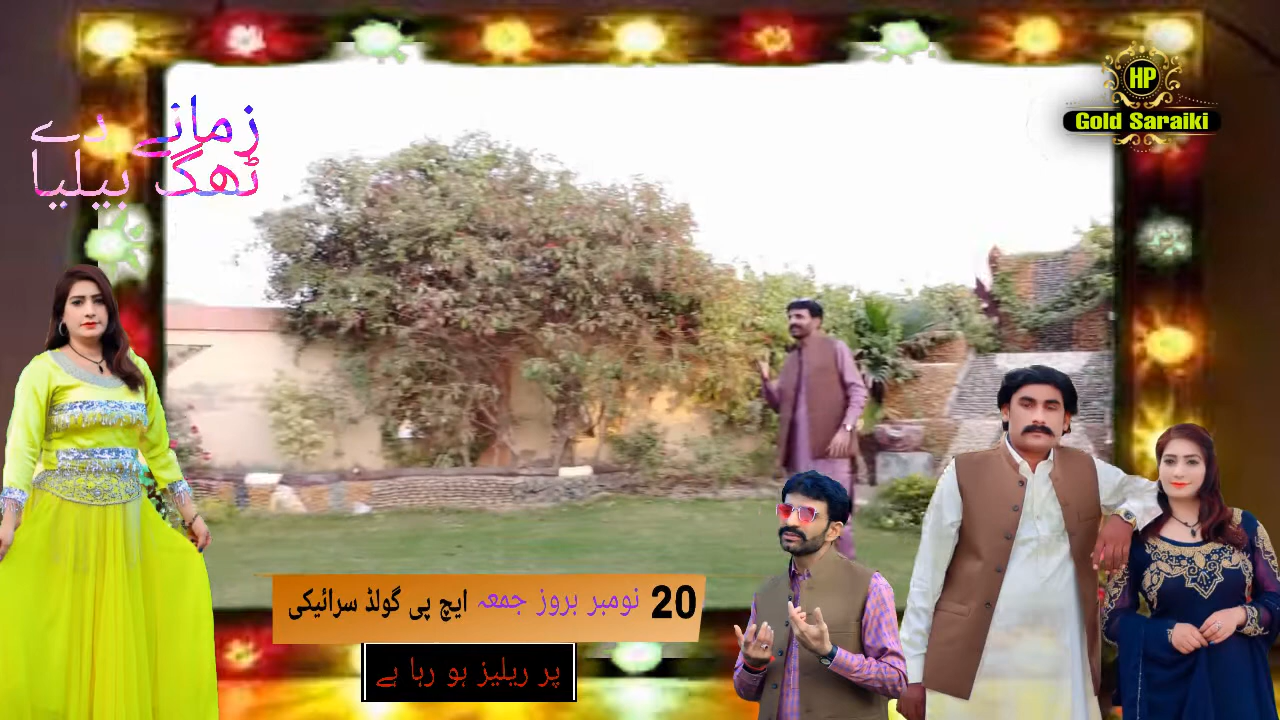 زمانے دے
ٹھگ بیلیا
HP
Gold Saraiki
20 نومبر بروز جمعہ ایچ پی گولڈ سرائیکی
پر ریلیز ہو رہا ہے